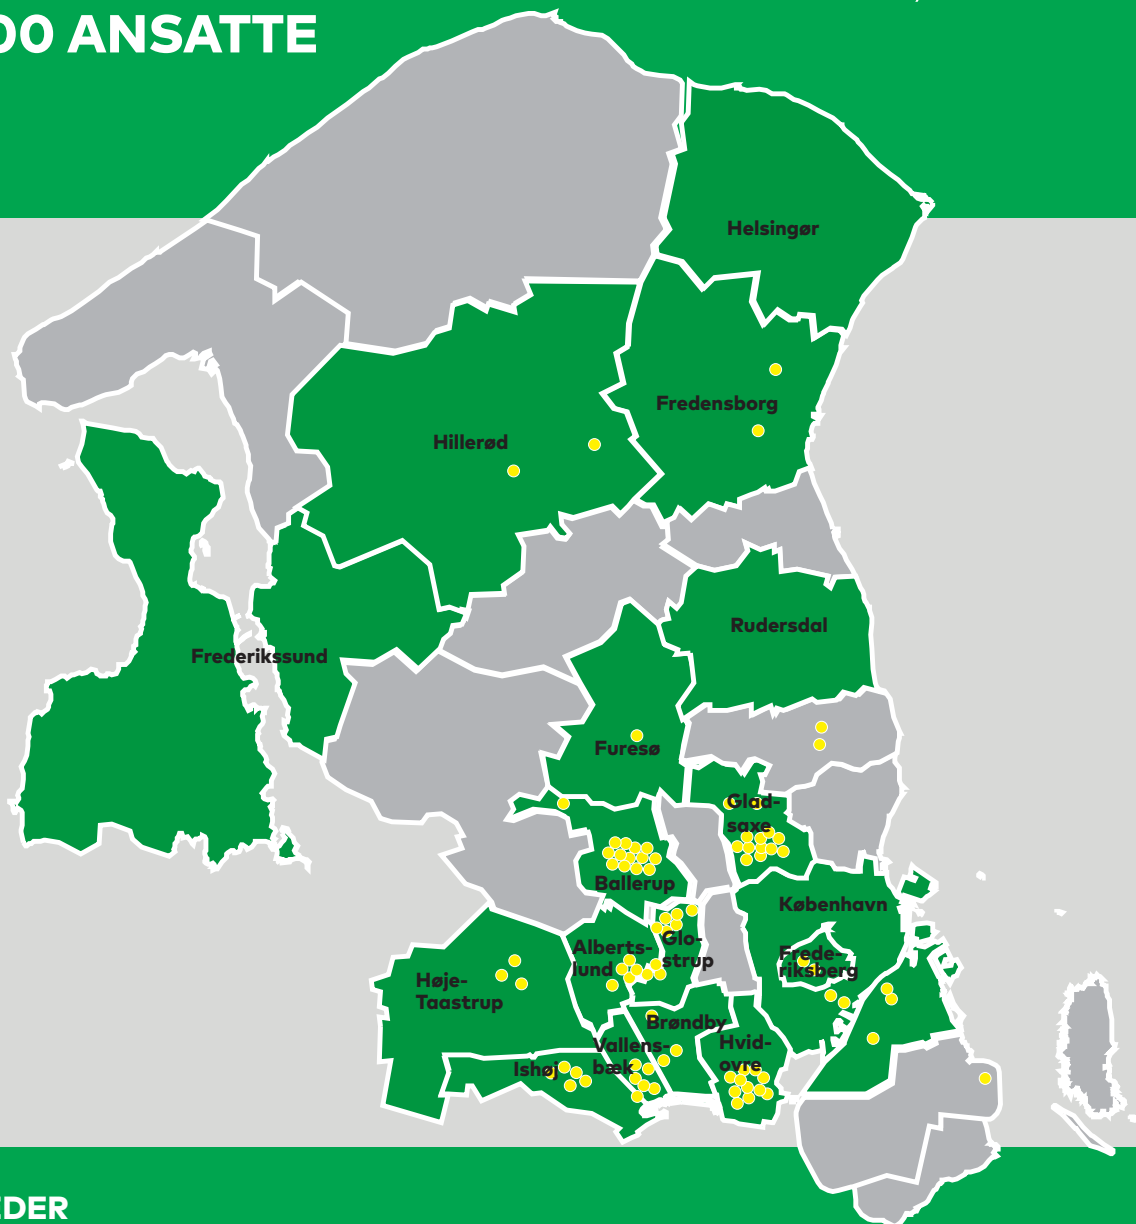 00 ANSATTE
Helsingør
Fredensborg
Hillerød
Rudersdal
Frederikssund
Furesø
Glad-
saxe
Ballerup
København
Alberts-
lund
Glo-
strup
Frede-
riksberg
Høje-
Taastrup
Brøndby
Vallens-
bæk
Hvid-
ovre
Ishøj
EDER